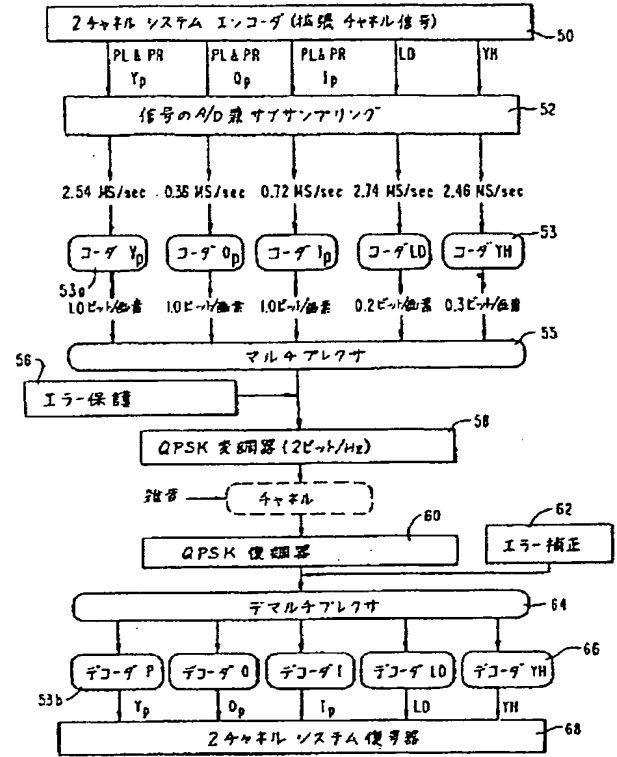 2チャネル システム エンコーダ (拡張 チャネル信号)
50
PL & PR PL & PR PL & PR LD YH
Yp Qp Ip
信号の A/D 兼 サブサンプリング
52
2.54 MS/sec 0.36 MS/sec 0.72 MS/sec 2.74 MS/sec 2.46 MS/sec
コーダ Yp コーダ Qp コーダ Ip コーダ LD コーダ YH
53
53a
1.0ビット/画素 1.0ビット/画素 1.0ビット/画素 0.2ビット/画素 0.3ビット/画素
マルチプレクサ
55
56
エラー保護
58
QPSK 変調器 (2ビット/Hz)
雑音
チャネル
60
62
QPSK 復調器
エラー補正
デマルチプレクサ
64
デコーダ P デコーダ Q デコーダ I デコーダ LD デコーダ YH
66
53b
Yp Qp Ip LD YH
2チャネル システム復号器
68